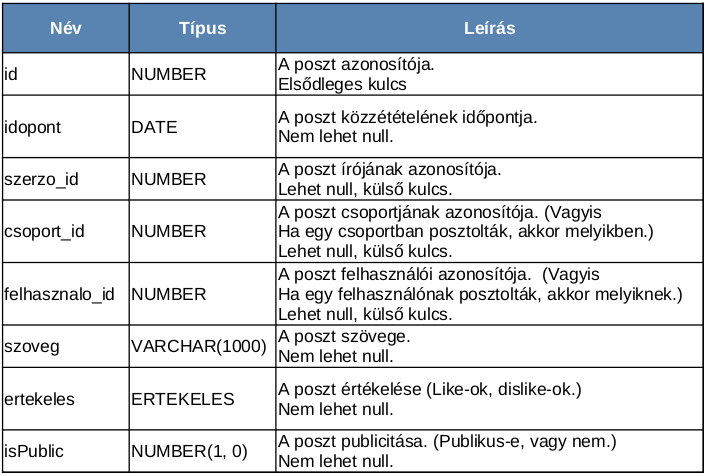 Név Típus Leírás
id NUMBER A poszt azonosítója.
Elsődleges kulcs
idopont DATE A poszt közzétételének időpontja.
Nem lehet null.
szerzo_id NUMBER A poszt írójának azonosítója.
Lehet null, külső kulcs.
csoport_id NUMBER A poszt csoportjának azonosítója. (Vagyis
Ha egy csoportban posztolták, akkor melyikben.)
Lehet null, külső kulcs.
felhasznalo_id NUMBER A poszt felhasználói azonosítója. (Vagyis
Ha egy felhasználónak posztolták, akkor melyiknek.)
Lehet null, külső kulcs.
szoveg VARCHAR(1000) A poszt szövege.
Nem lehet null.
ertekeles ERTEKELES A poszt értékelése (Like-ok, dislike-ok.)
Nem lehet null.
isPublic NUMBER(1, 0) A poszt publicitása. (Publikus-e, vagy nem.)
Nem lehet null.